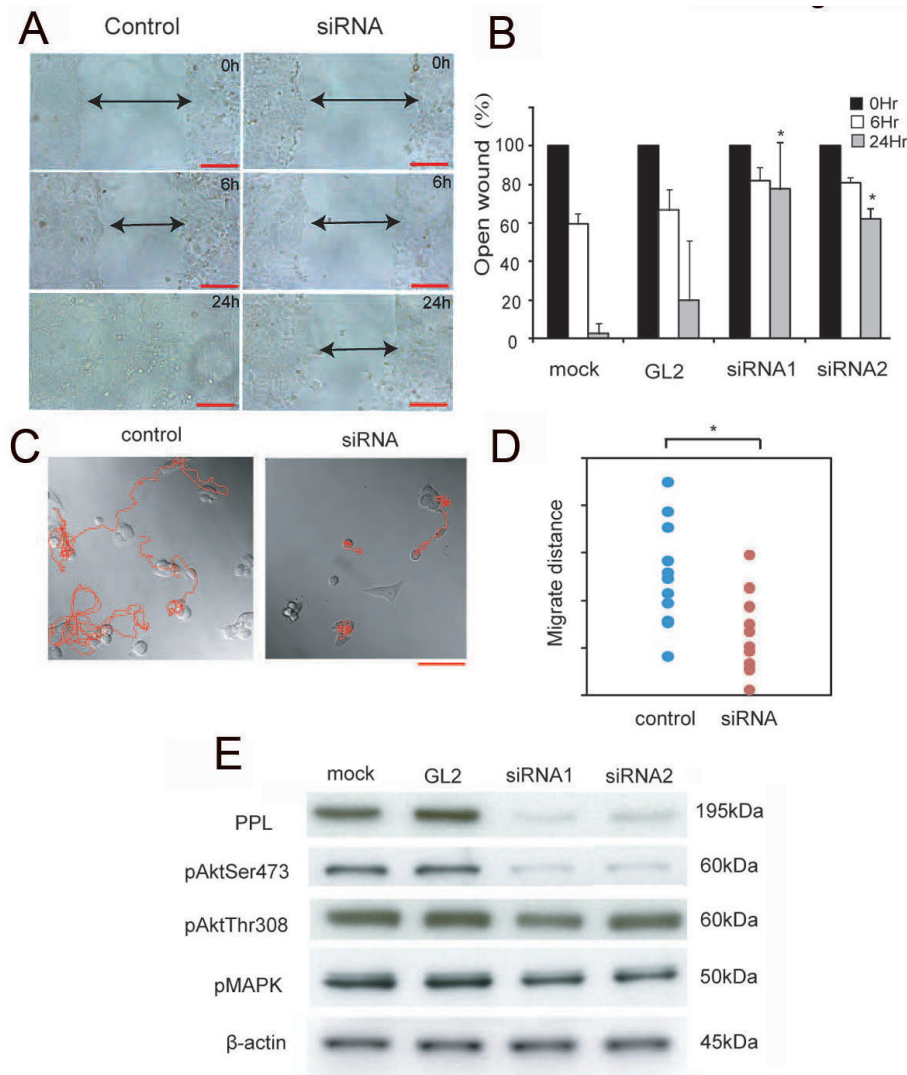 A
Control
siRNA
0h
0h
6h
6h
24h
24h
B
Open wound (%)
100
80
60
40
20
0
0Hr
6Hr
24Hr
*
*
mock
GL2
siRNA1
siRNA2
C
control
siRNA
D
*
Migrate distance
control
siRNA
E
mock
GL2
siRNA1
siRNA2
PPL
195kDa
pAktSer473
60kDa
pAktThr308
60kDa
pMAPK
50kDa
β-actin
45kDa